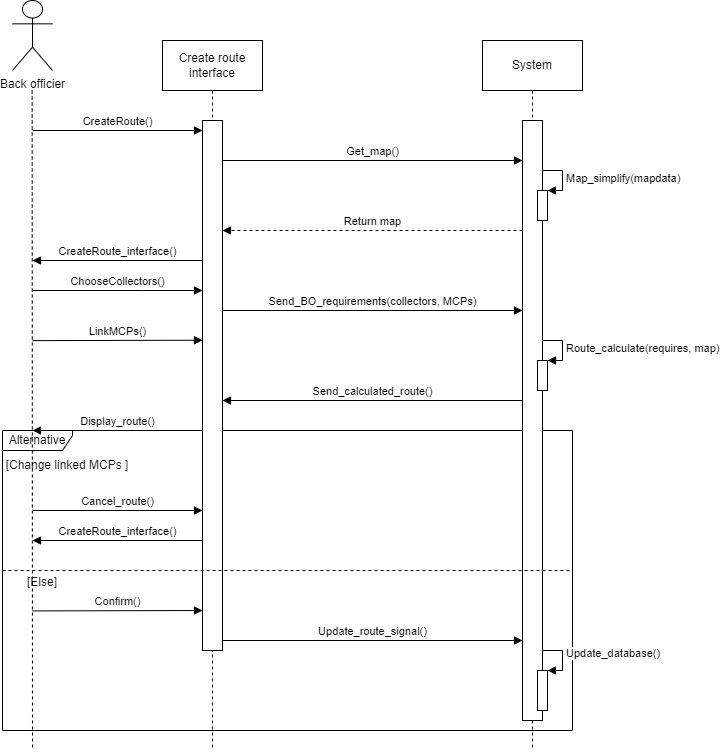 Back officier
Create route
interface
System
CreateRoute()
Get_map()
Map_simplify(mapdata)
Return map
CreateRoute_interface()
ChooseCollectors()
Send_BO_requirements(collectors, MCPs)
LinkMCPs()
Route_calculate(requires, map)
Send_calculated_route()
Display_route()
Alternative
[Change linked MCPs ]
Cancel_route()
CreateRoute_interface()
[Else]
Confirm()
Update_route_signal()
Update_database()